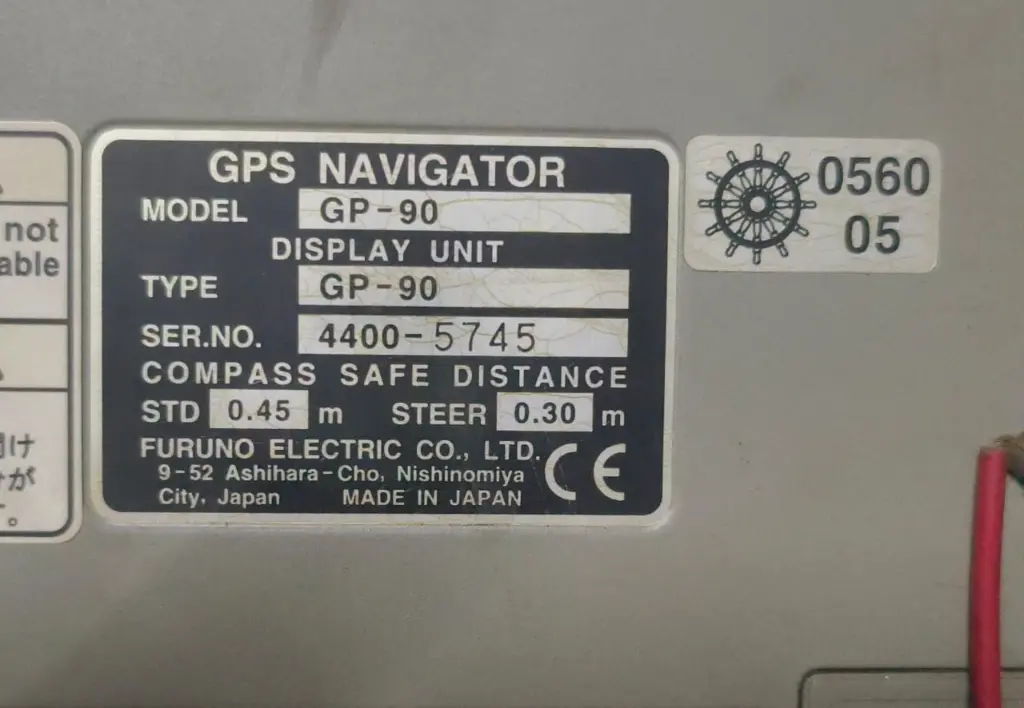 not
able
け
が
。
GPS NAVIGATOR
MODEL GP-90
DISPLAY UNIT
TYPE GP-90
SER.NO. 4400-5745
COMPASS SAFE DISTANCE
STD 0.45 m STEER 0.30 m
FURUNO ELECTRIC CO., LTD.
9-52 Ashihara-Cho, Nishinomiya
City, Japan MADE IN JAPAN
CE
0560
05